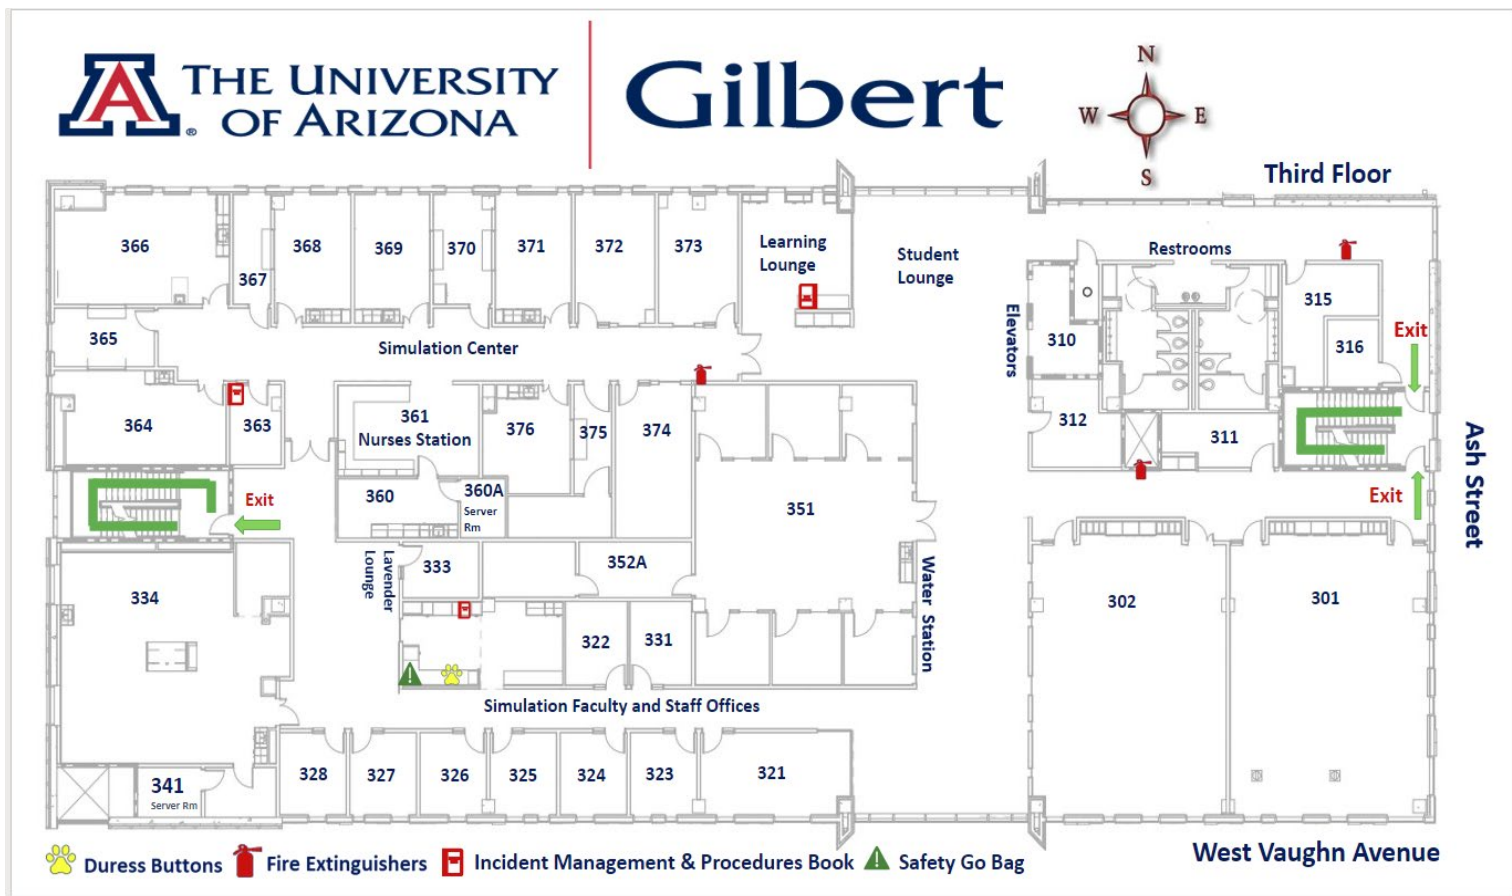 A
®
THE UNIVERSITY
OF ARIZONA
Gilbert
N
W
E
S
Third Floor
366
367
368
369
370
371
372
373
Learning
Lounge
Student
Lounge
Restrooms
315
316
Exit
Elevators
310
365
Simulation Center
364
363
361
Nurses Station
376
375
374
312
311
Exit
360
360A
Server
Rm
351
Exit
Ash Street
334
Lavender
Lounge
333
352A
Water Station
302
301
322
331
Simulation Faculty and Staff Offices
328
327
326
325
324
323
321
341
Server Rm
Duress Buttons
Fire Extinguishers
Incident Management & Procedures Book
Safety Go Bag
West Vaughn Avenue